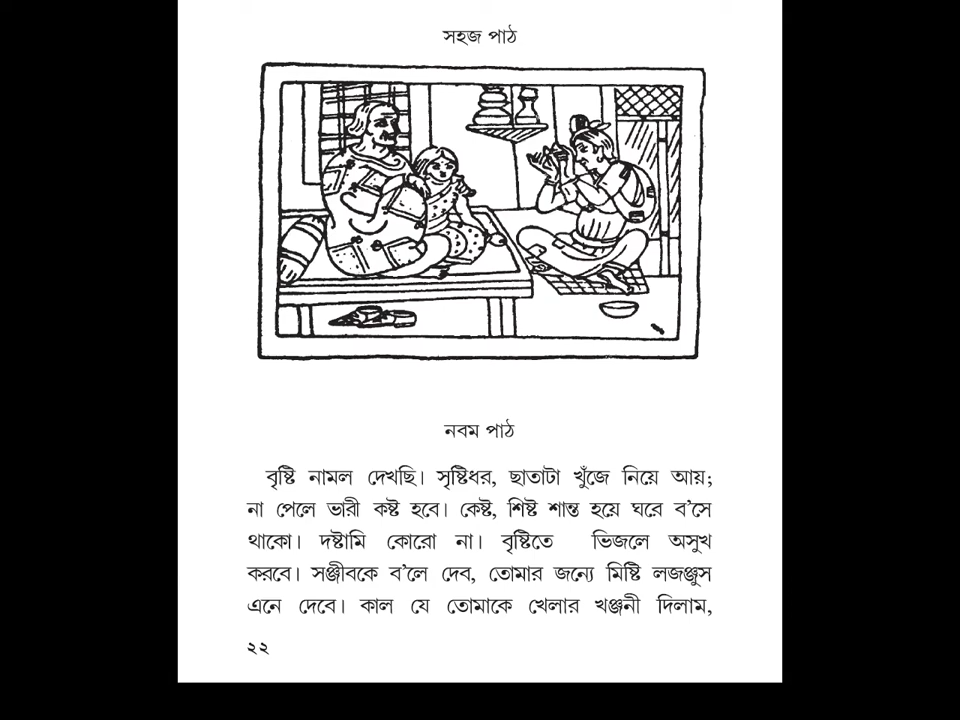 সহজ পাঠ
নবম পাঠ
বৃষ্টি নামল দেখছি। সৃষ্টিধর, ছাতাটা খুঁজে নিয়ে আয়;
না পেলে ভারী কষ্ট হবে। কেষ্ট, শিষ্ট শান্ত হয়ে ঘরে ব’সে
থাকো। দষ্টামি কোরো না। বৃষ্টিতে ভিজলে অসুখ
করবে। সঞ্জীবকে ব’লে দেব, তোমার জন্যে মিষ্টি লজঞ্জুস
এনে দেবে। কাল যে তোমাকে খেলার খঞ্জনী দিলাম,
২২